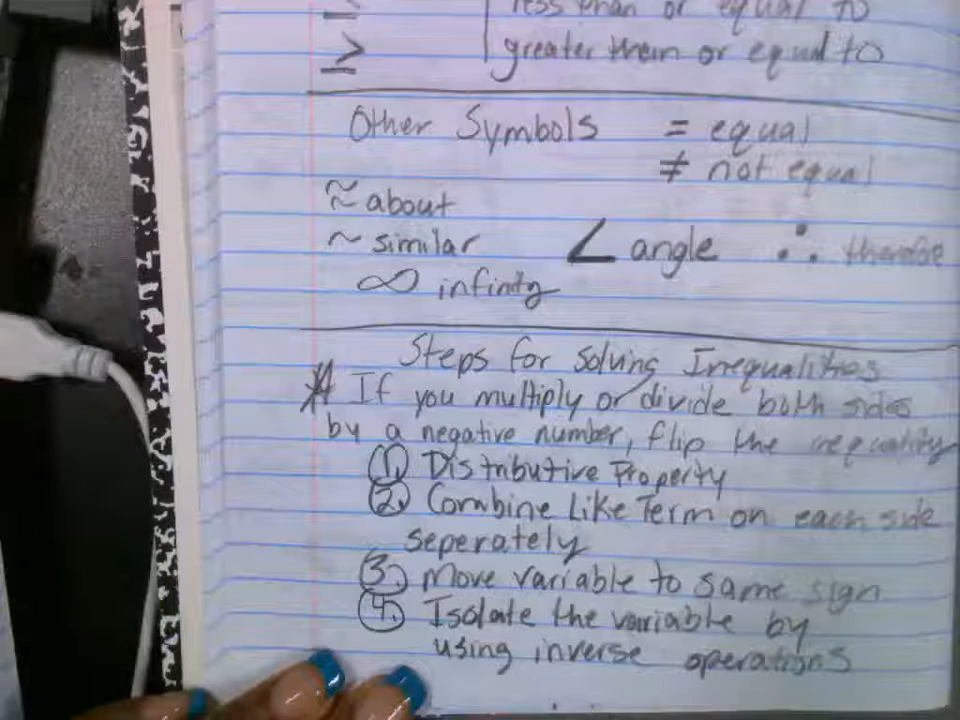 ≤ less than or equal to
≥ greater them or equal to
Other Symbols = equal
≠ not equal
≈ about
~ similar ∠ angle ∴ therefore
∞ infinity
Steps for solving Inequalities
* If you multiply or divide both sides
by a negative number, flip the inequality
1. Distributive Property
2. Combine Like Term on each side
seperately
3. Move variable to same sign
4. Isolate the variable by
using inverse operations